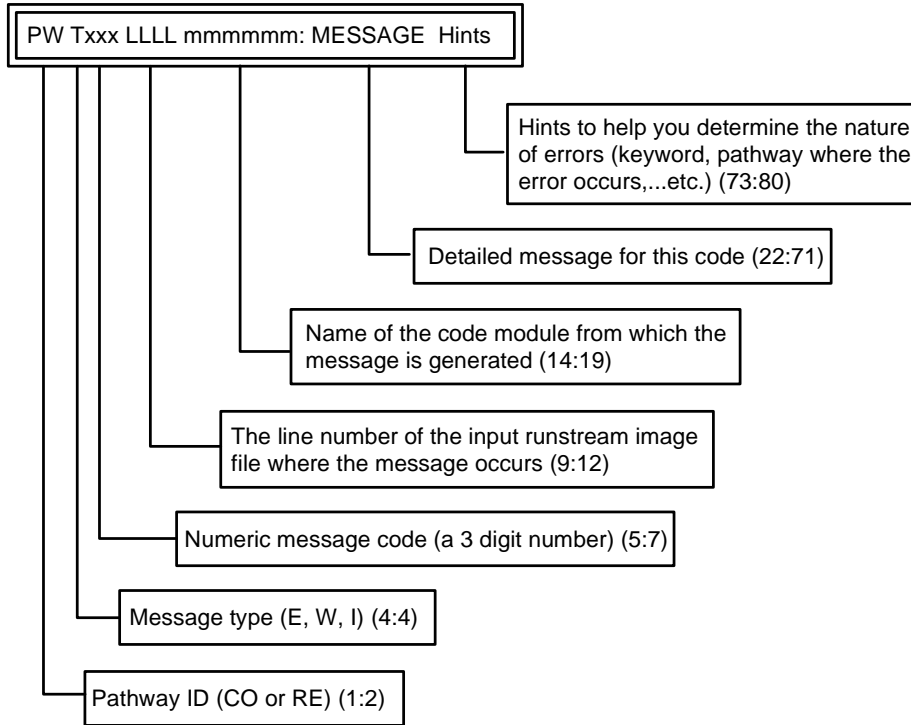 PW Txxx LLLL mmmmmm: MESSAGE  Hints
Hints to help you determine the nature
of errors (keyword, pathway where the
error occurs,...etc.) (73:80)
Detailed message for this code (22:71)
Name of the code module from which the
message is generated (14:19)
The line number of the input runstream image
file where the message occurs (9:12)
Numeric message code (a 3 digit number) (5:7)
Message type (E, W, I) (4:4)
Pathway ID (CO or RE) (1:2)